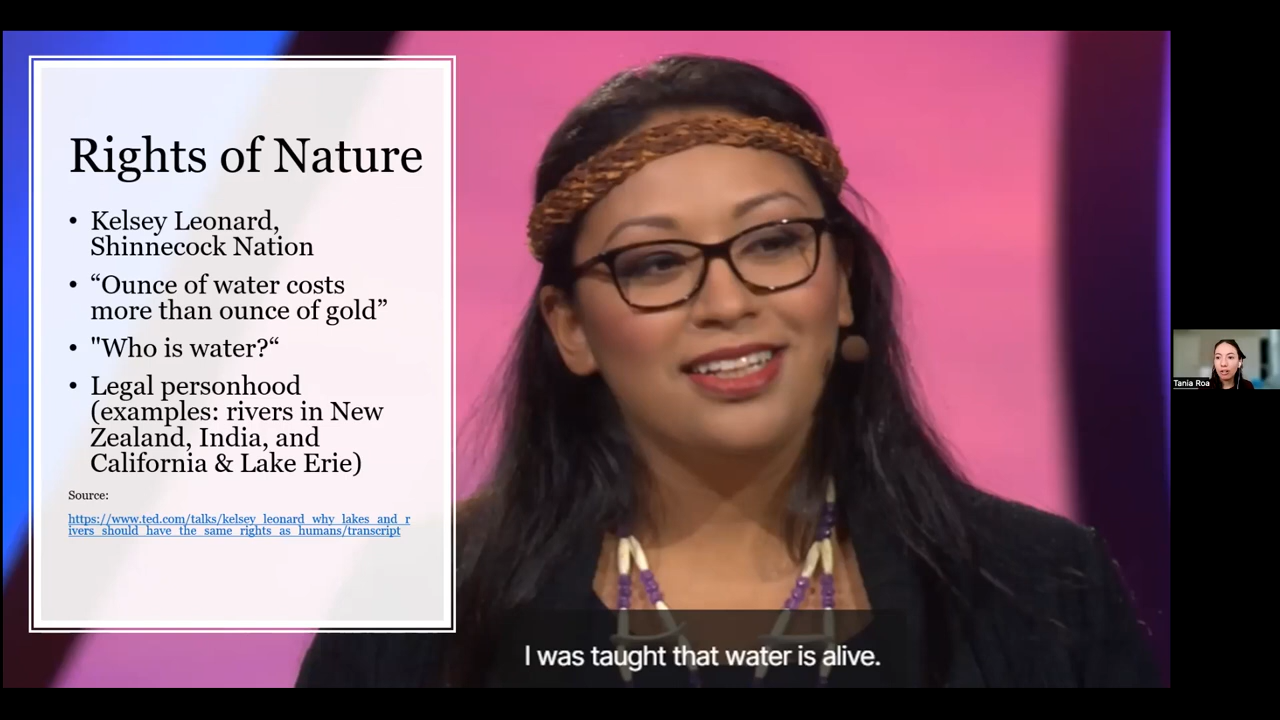 Rights of Nature
• Kelsey Leonard,
Shinnecock Nation
• “Ounce of water costs
more than ounce of gold”
• "Who is water?“
• Legal personhood
(examples: rivers in New
Zealand, India, and
California & Lake Erie)
Source:
https://www.ted.com/talks/kelsey_leonard_why_lakes_and_r
ivers_should_have_the_same_rights_as_humans/transcript
I was taught that water is alive.
Tania Roa